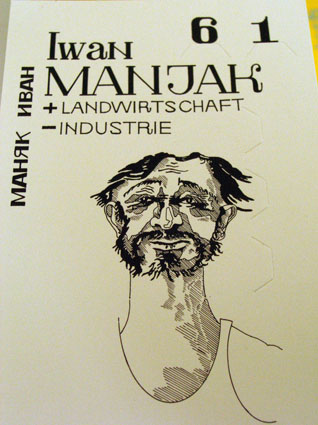 6 1
Iwan
MANJAK
+ LANDWIRTSCHAFT
- INDUSTRIE
МАНЯК ИВАН